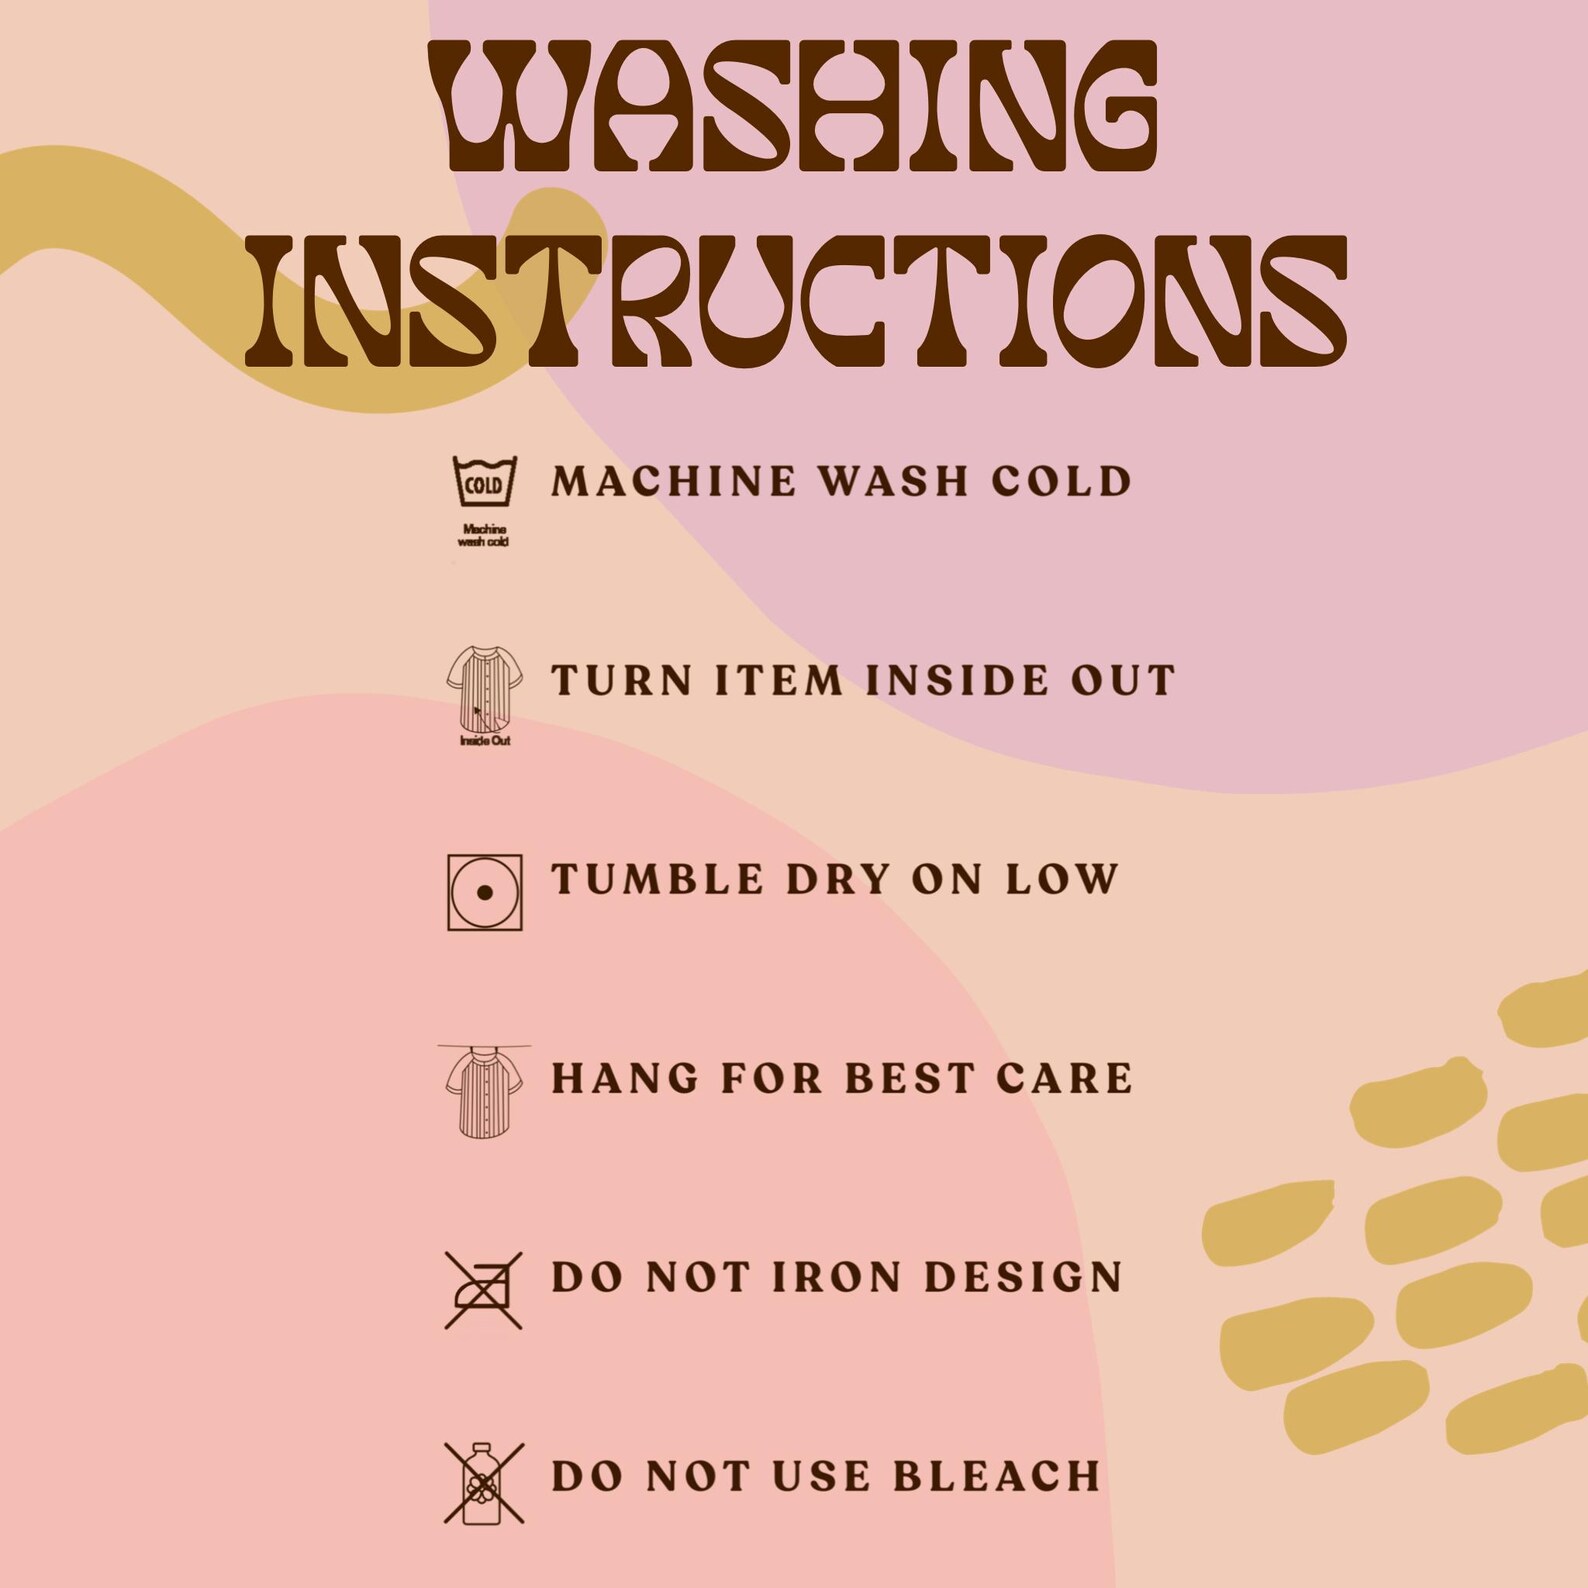 WASHING
INSTRUCTIONS
COLD
MACHINE WASH COLD
Machine
wash cold
TURN ITEM INSIDE OUT
Inside Out
TUMBLE DRY ON LOW
HANG FOR BEST CARE
DO NOT IRON DESIGN
DO NOT USE BLEACH